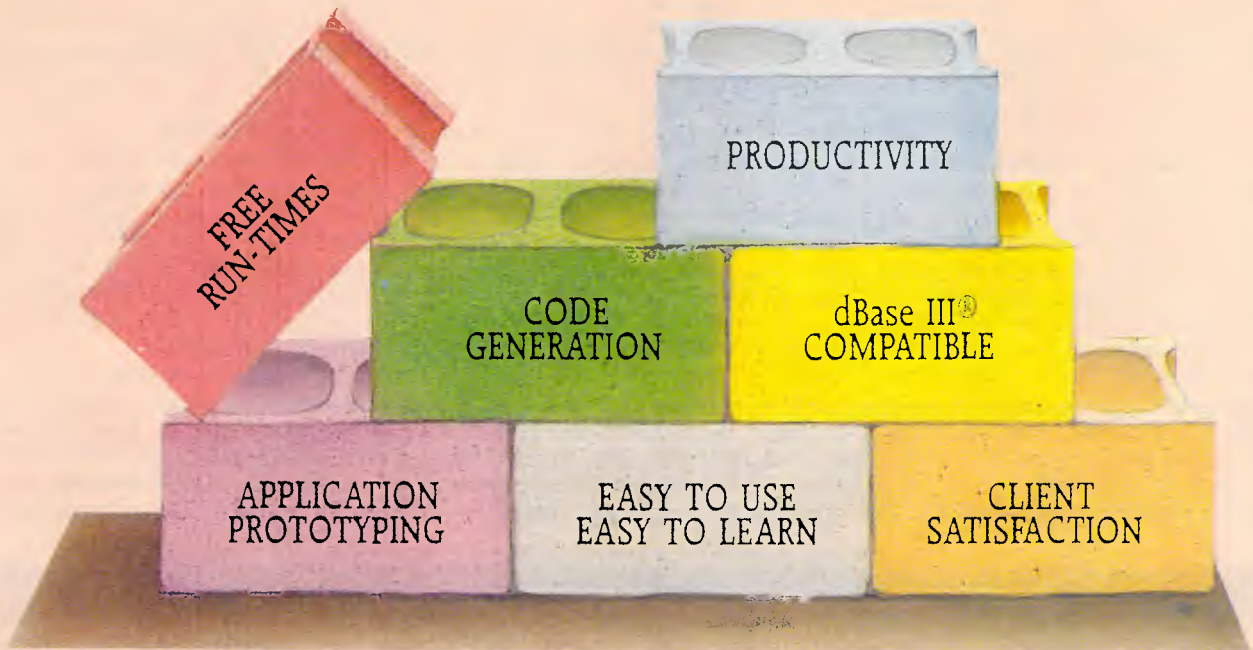 PRODUCTIVITY
FREE
RUN-TIMES
CODE
GENERATION
dBase III®
COMPATIBLE
APPLICATION
PROTOTYPING
EASY TO USE
EASY TO LEARN
CLIENT
SATISFACTION